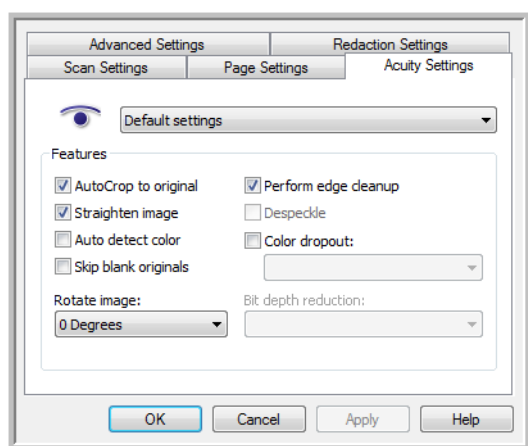 Advanced Settings
Redaction Settings
Scan Settings
Page Settings
Acuity Settings
Default settings
Features
AutoCrop to original
Perform edge cleanup
Straighten image
Despeckle
Auto detect color
Color dropout:
Skip blank originals
Rotate image:
Bit depth reduction:
0 Degrees
OK
Cancel
Apply
Help